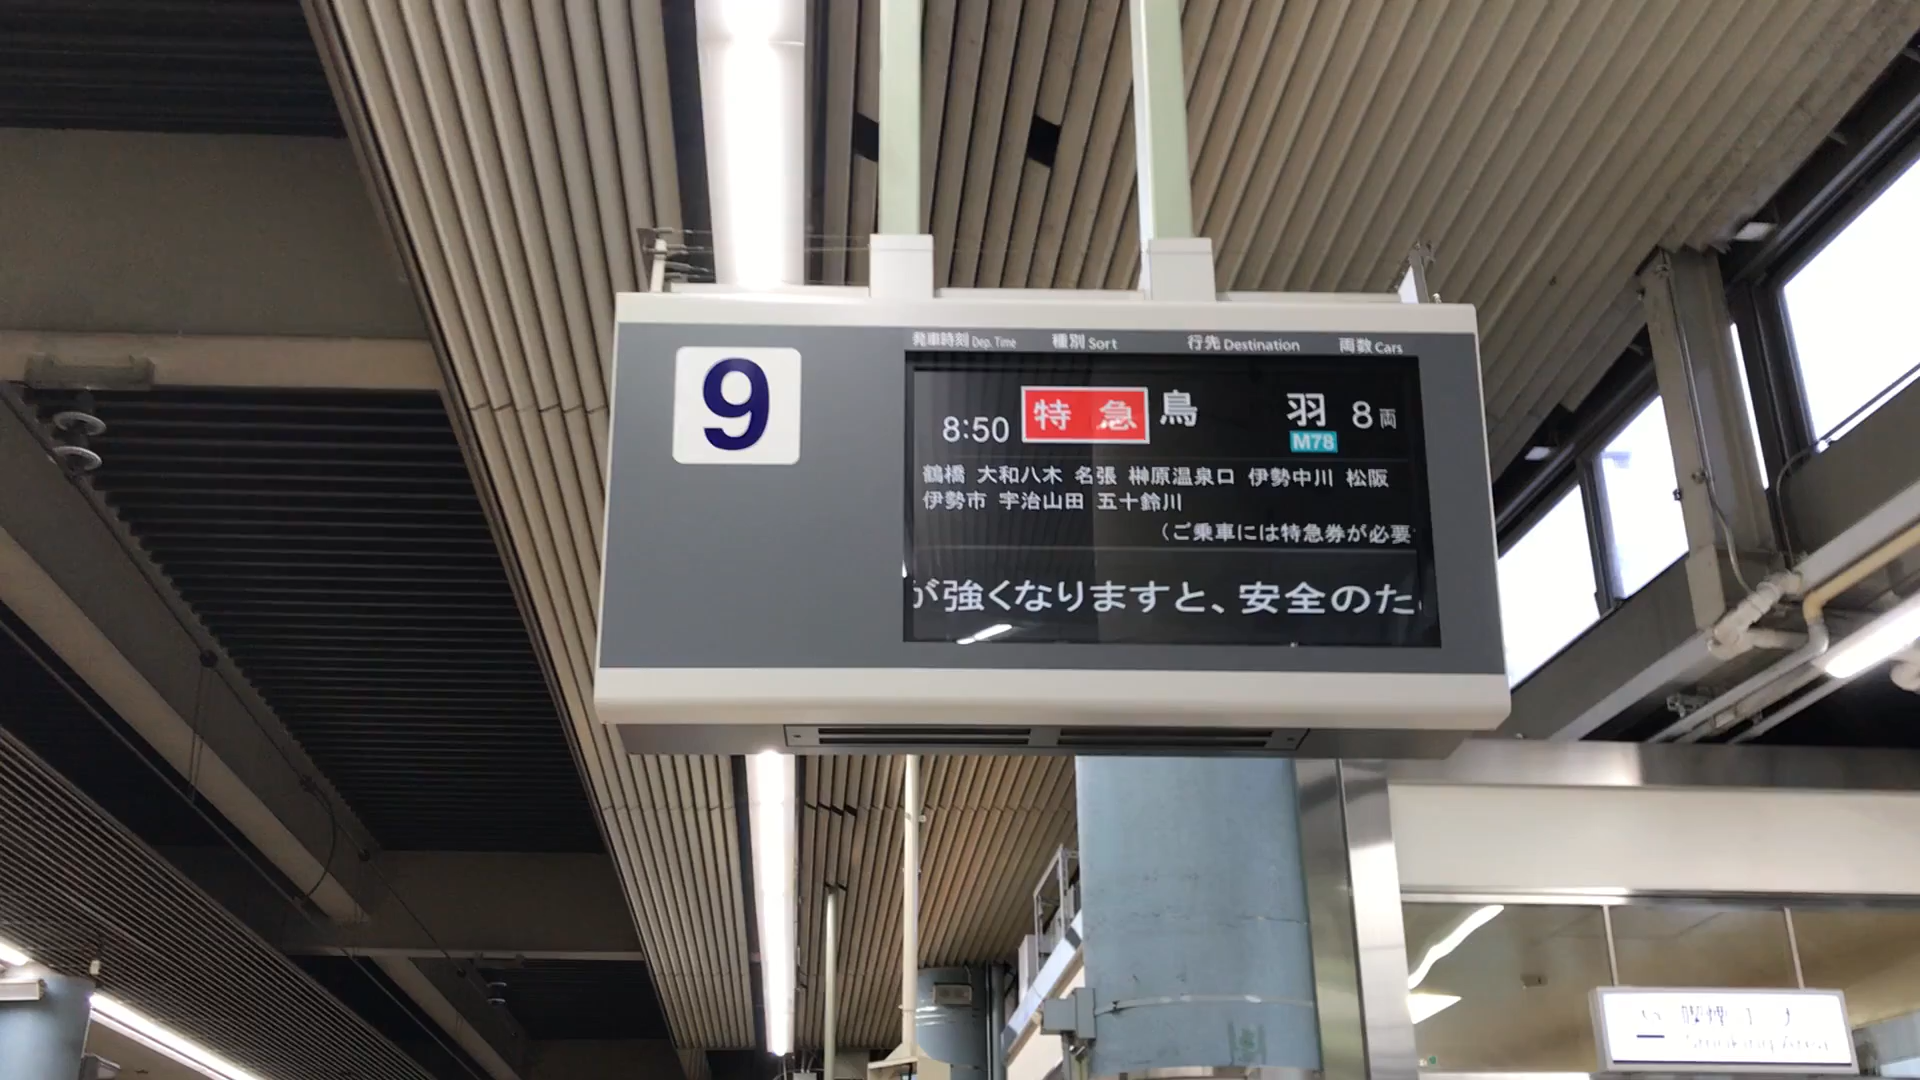 9
発車時刻 Dep. Time 種別 Sort 行先 Destination 両数 Cars
8:50 特急 鳥羽 8両
M78
鶴橋 大和八木 名張 榊原温泉口 伊勢中川 松阪
伊勢市 宇治山田 五十鈴川
(ご乗車には特急券が必要
が強くなりますと、安全のた
Smoking Area